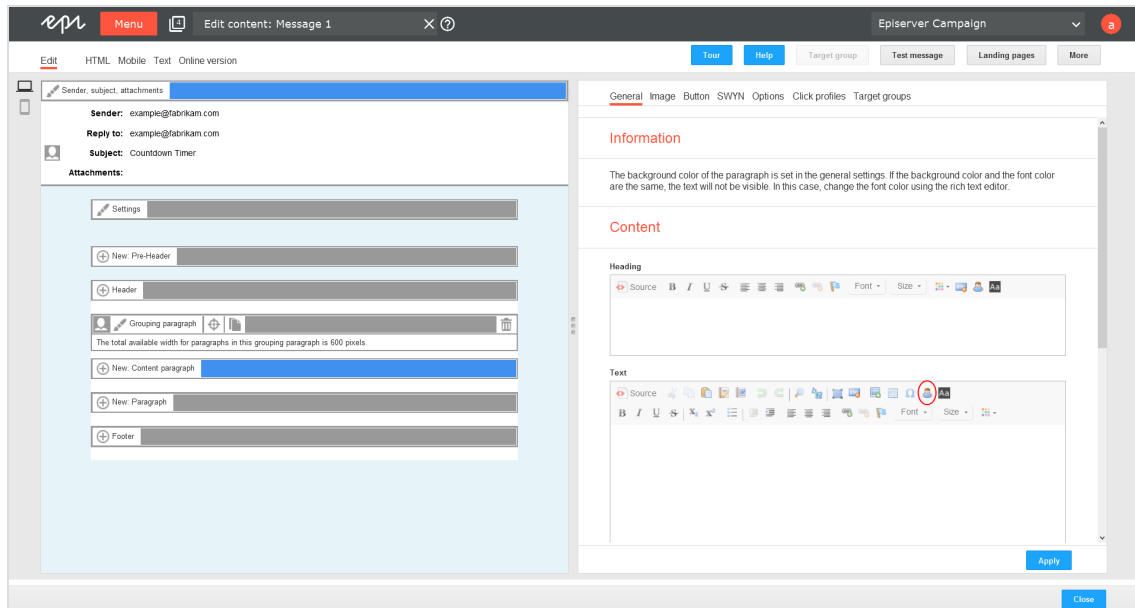 epi Menu 4 Edit content: Message 1 Episerver Campaign a
Edit HTML Mobile Text Online version Tour Help Target group Test message Landing pages More
Sender, subject, attachments
Sender: example@fabrikam.com
Reply to: example@fabrikam.com
Subject: Countdown Timer
Attachments:
Settings
New: Pre-Header
Header
Grouping paragraph
The total available width for paragraphs in this grouping paragraph is 600 pixels.
New: Content paragraph
New: Paragraph
Footer
General Image Button SWYN Options Click profiles Target groups
Information
The background color of the paragraph is set in the general settings. If the background color and the font color
are the same, the text will not be visible. In this case, change the font color using the rich text editor.
Content
Heading
Source B I U S Font Size Aa
Text
Source Ω Aa
B I U S X₂ X² Font Size
Apply
Close